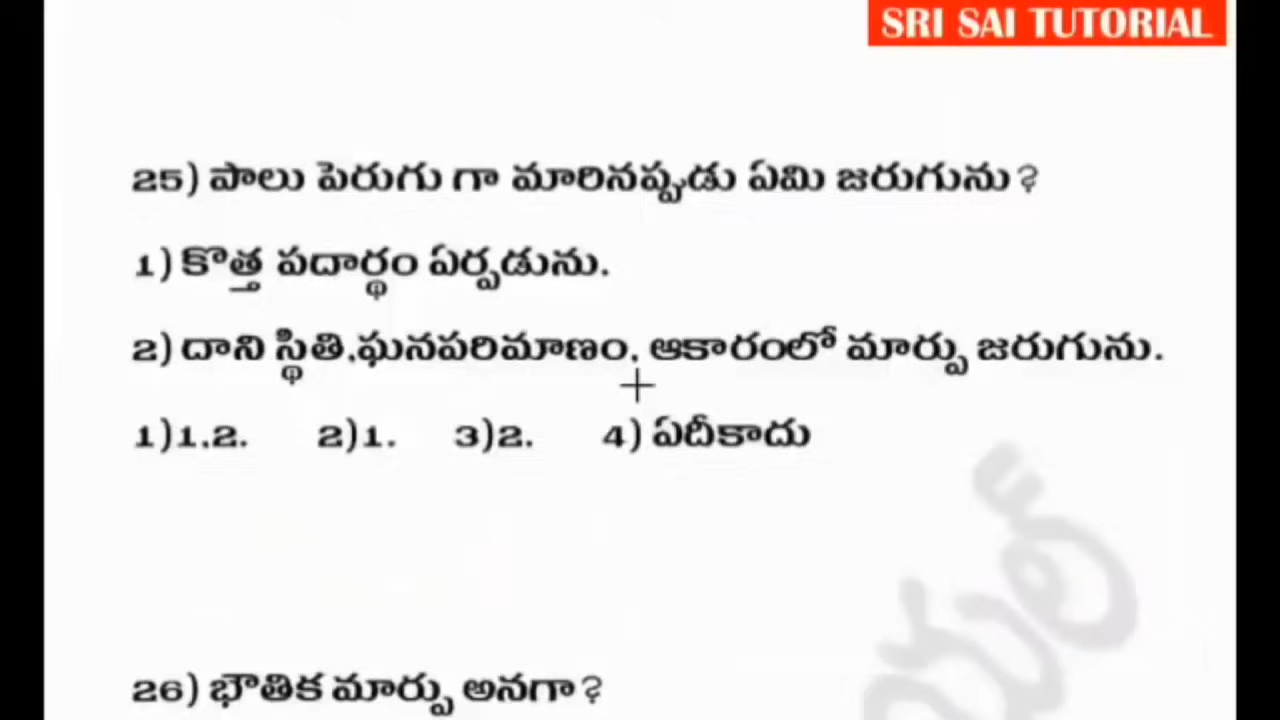 SRI SAI TUTORIAL
25) పాలు పెరుగు గా మారినప్పుడు ఏమి జరుగును?
1) కొత్త పదార్థం ఏర్పడును.
2) దాని స్థితి,ఘనపరిమాణం, ఆకారంలో మార్పు జరుగును.
1)1,2. 2)1. 3)2. 4) ఏదీకాదు
26) భౌతిక మార్పు అనగా?